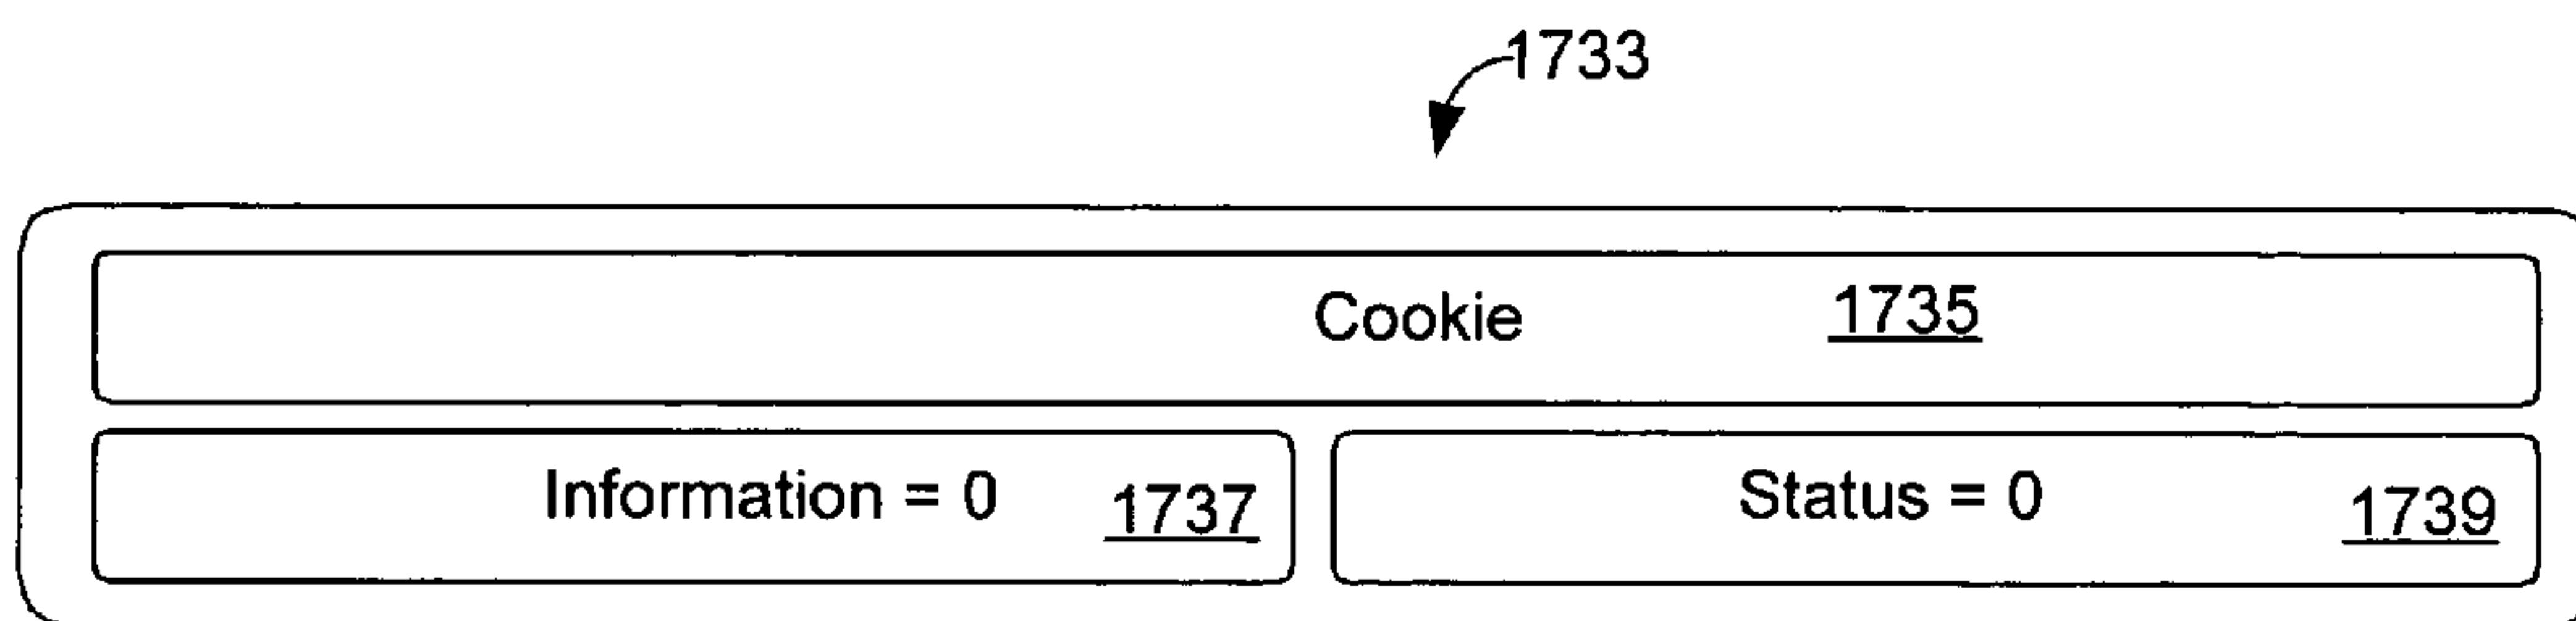 1733
Cookie 1735
Information = 0 1737 Status = 0 1739